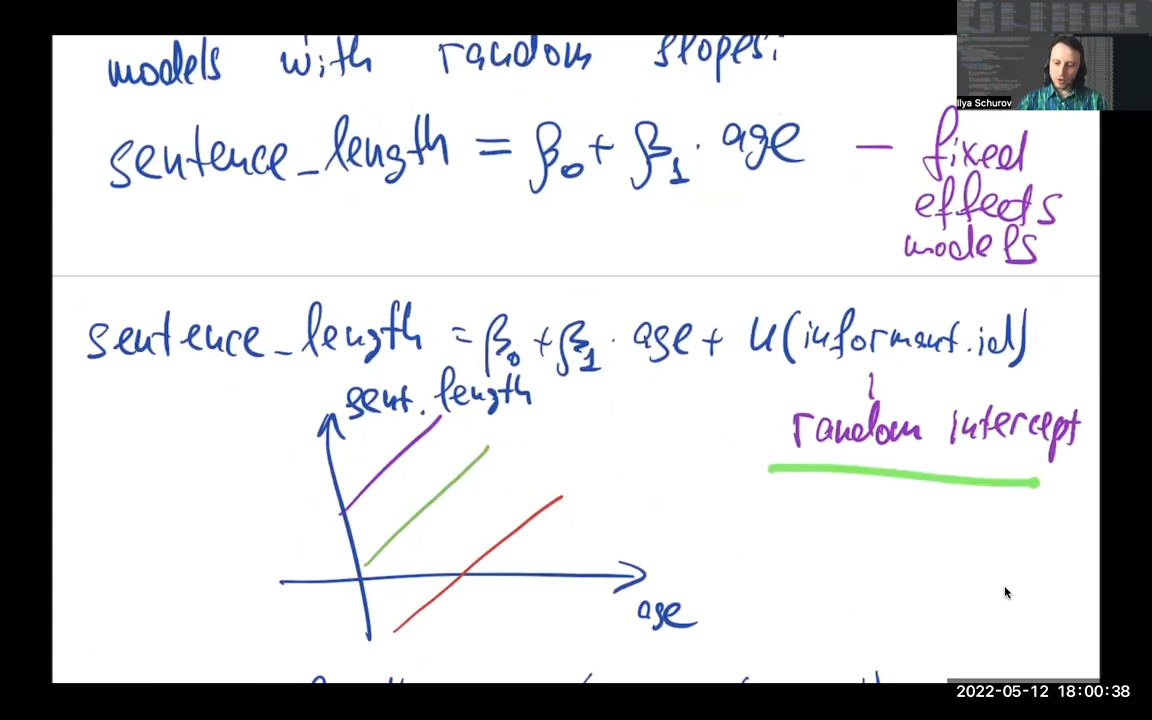 models with random slopes:
Ilya Schurov
sentence_length = β₀ + β₁ · age — fixed
effects
models
sentence_length = β₀ + β₁ · age + u(informant.id)
sent. length
random intercept
age
2022-05-12 18:00:38